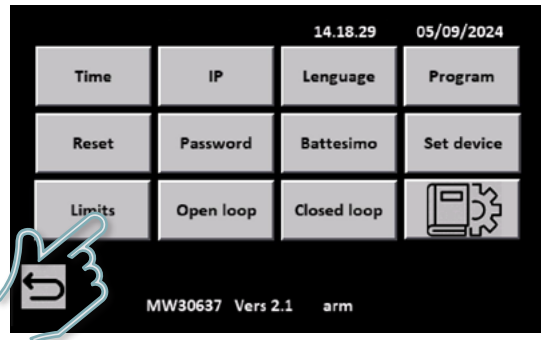 14.18.29 05/09/2024
Time IP Lenguage Program
Reset Password Battesimo Set device
Limits Open loop Closed loop
MW30637 Vers 2.1 arm